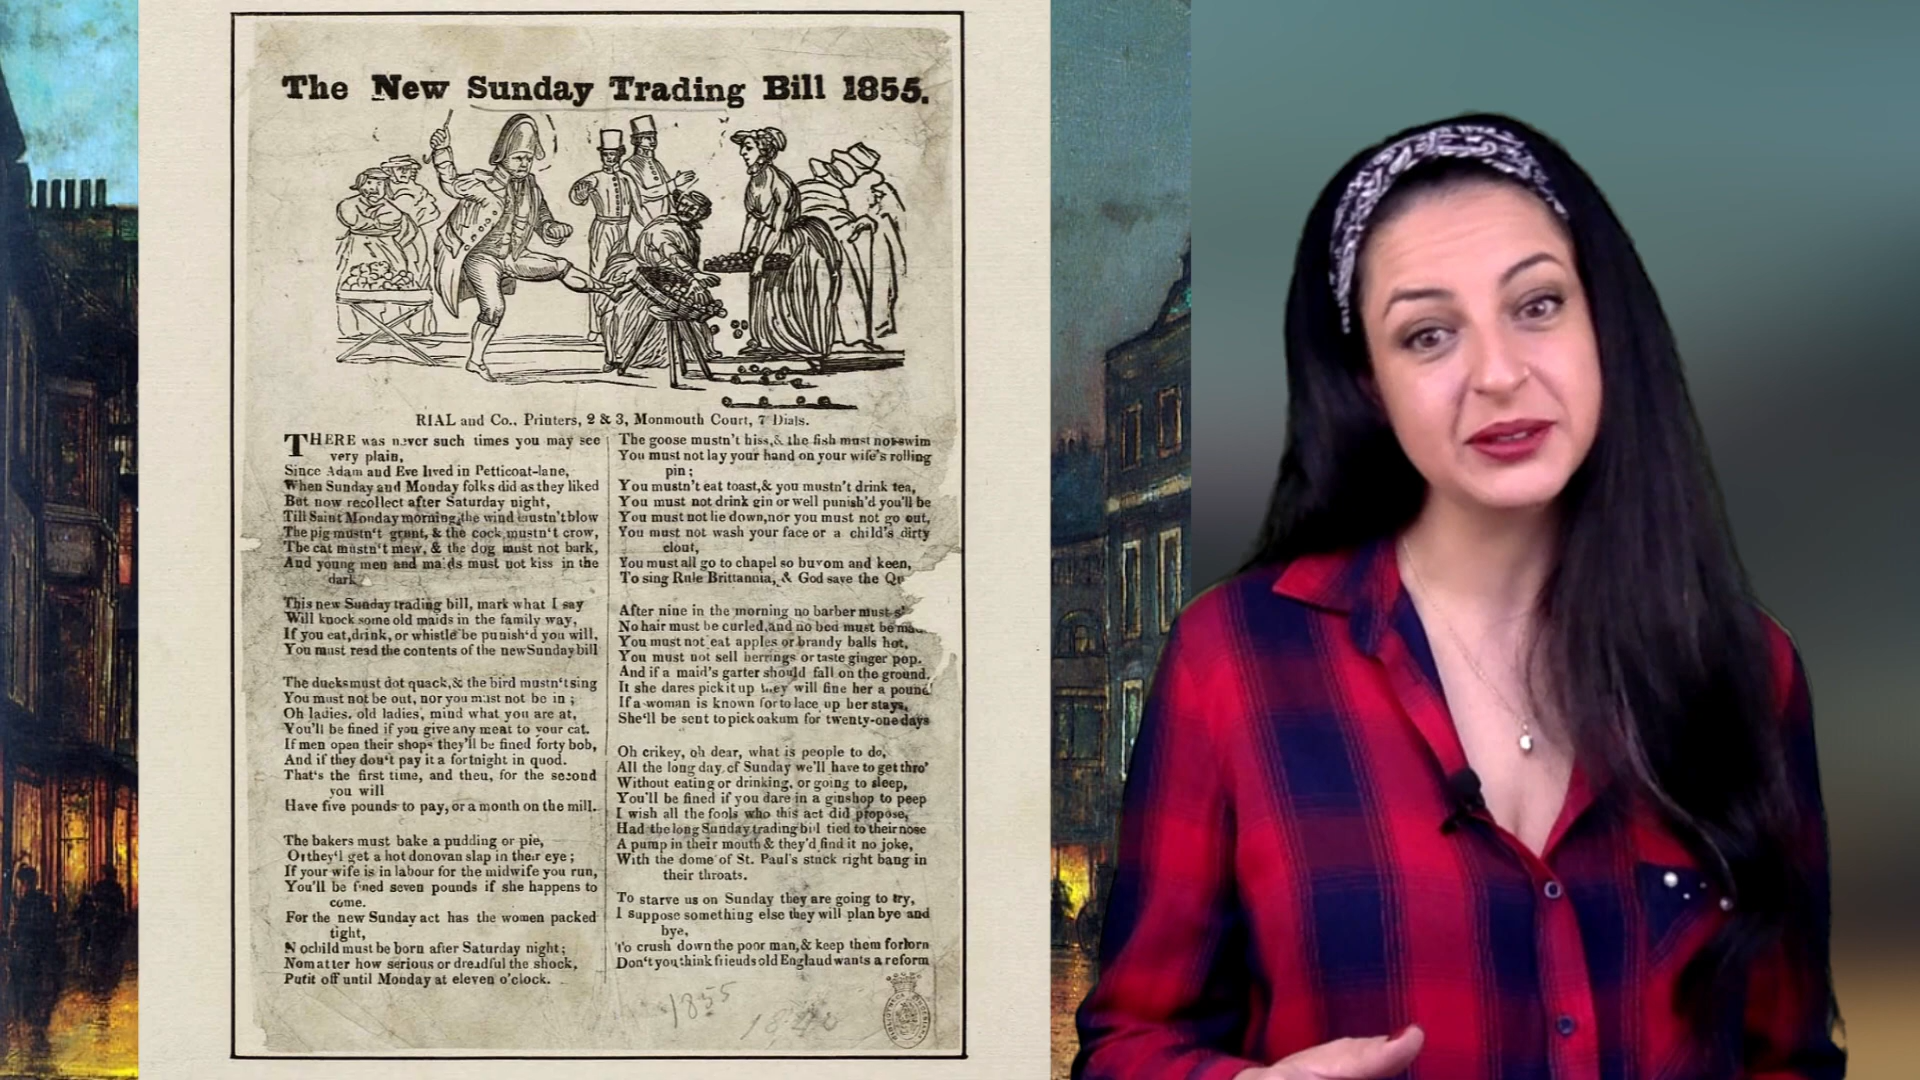 The New Sunday Trading Bill 1855.
RIAL and Co., Printers, 2 & 3, Monmouth Court, 7 Dials.
THERE was never such times you may see
very plain,
Since Adam and Eve lived in Petticoat-lane,
When Sunday and Monday folks did as they liked
But now recollect after Saturday night,
Till Saint Monday morning the wind mustn't blow
The pig mustn't grunt, & the cock mustn't crow,
The cat mustn't mew, & the dog must not bark,
And young men and maids must not kiss in the
dark
This new Sunday trading bill, mark what I say
Will knock some old maids in the family way,
If you eat, drink, or whistle be punish'd you will,
You must read the contents of the new Sunday bill
The ducks must dot quack, & the bird mustn't sing
You must not be out, nor you must not be in ;
Oh ladies. old ladies, mind what you are at,
You'll be fined if you give any meat to your cat.
If men open their shops they'll be fined forty bob,
And if they don't pay it a fortnight in quod.
That's the first time, and then, for the second
you will
Have five pounds to pay, or a month on the mill.
The bakers must bake a pudding or pie,
Or they'l get a hot donovan slap in their eye ;
If your wife is in labour for the midwife you run,
You'll be fined seven pounds if she happens to
come.
For the new Sunday act has the women packed
tight,
No child must be born after Saturday night ;
No matter how serious or dreadful the shock,
Put it off until Monday at eleven o'clock.
The goose mustn't hiss, & the fish must not swim
You must not lay your hand on your wife's rolling
pin ;
You mustn't eat toast, & you mustn't drink tea,
You must not drink gin or well punish'd you'll be
You must not lie down, nor you must not go out,
You must not wash your face or a child's dirty
clout,
You must all go to chapel so buxom and keen,
To sing Rule Brittannia, & God save the Qu
After nine in the morning no barber must s
No hair must be curled, and no bed must be ma
You must not eat apples or brandy balls hot,
You must not sell herrings or taste ginger pop.
And if a maid's garter should fall on the ground.
It she dares pick it up they will fine her a pound
If a woman is known for to lace up her stays,
She'll be sent to pick oakum for twenty-one days
Oh crikey, oh dear, what is people to do,
All the long day of Sunday we'll have to get thro'
Without eating or drinking, or going to sleep,
You'll be fined if you dare in a ginshop to peep
I wish all the fools who this act did propose,
Had the long Sunday trading bill tied to their nose
A pump in their mouth & they'd find it no joke,
With the dome of St. Paul's stuck right bang in
their throats.
To starve us on Sunday they are going to try,
I suppose something else they will plan bye and
bye,
To crush down the poor man, & keep them forlorn
Don't you think friends old England wants a reform
1855